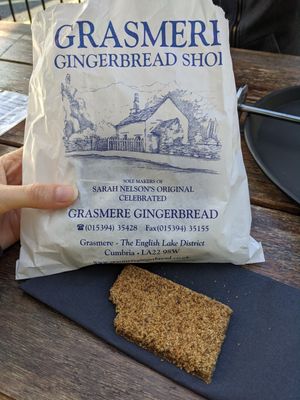 GRASMERE
GINGERBREAD SHOP
SOLE MAKERS OF
SARAH NELSON'S ORIGINAL
CELEBRATED
GRASMERE GINGERBREAD
☎(015394) 35428 Fax(015394) 35155
Grasmere - The English Lake District
Cumbria · LA22 9SW